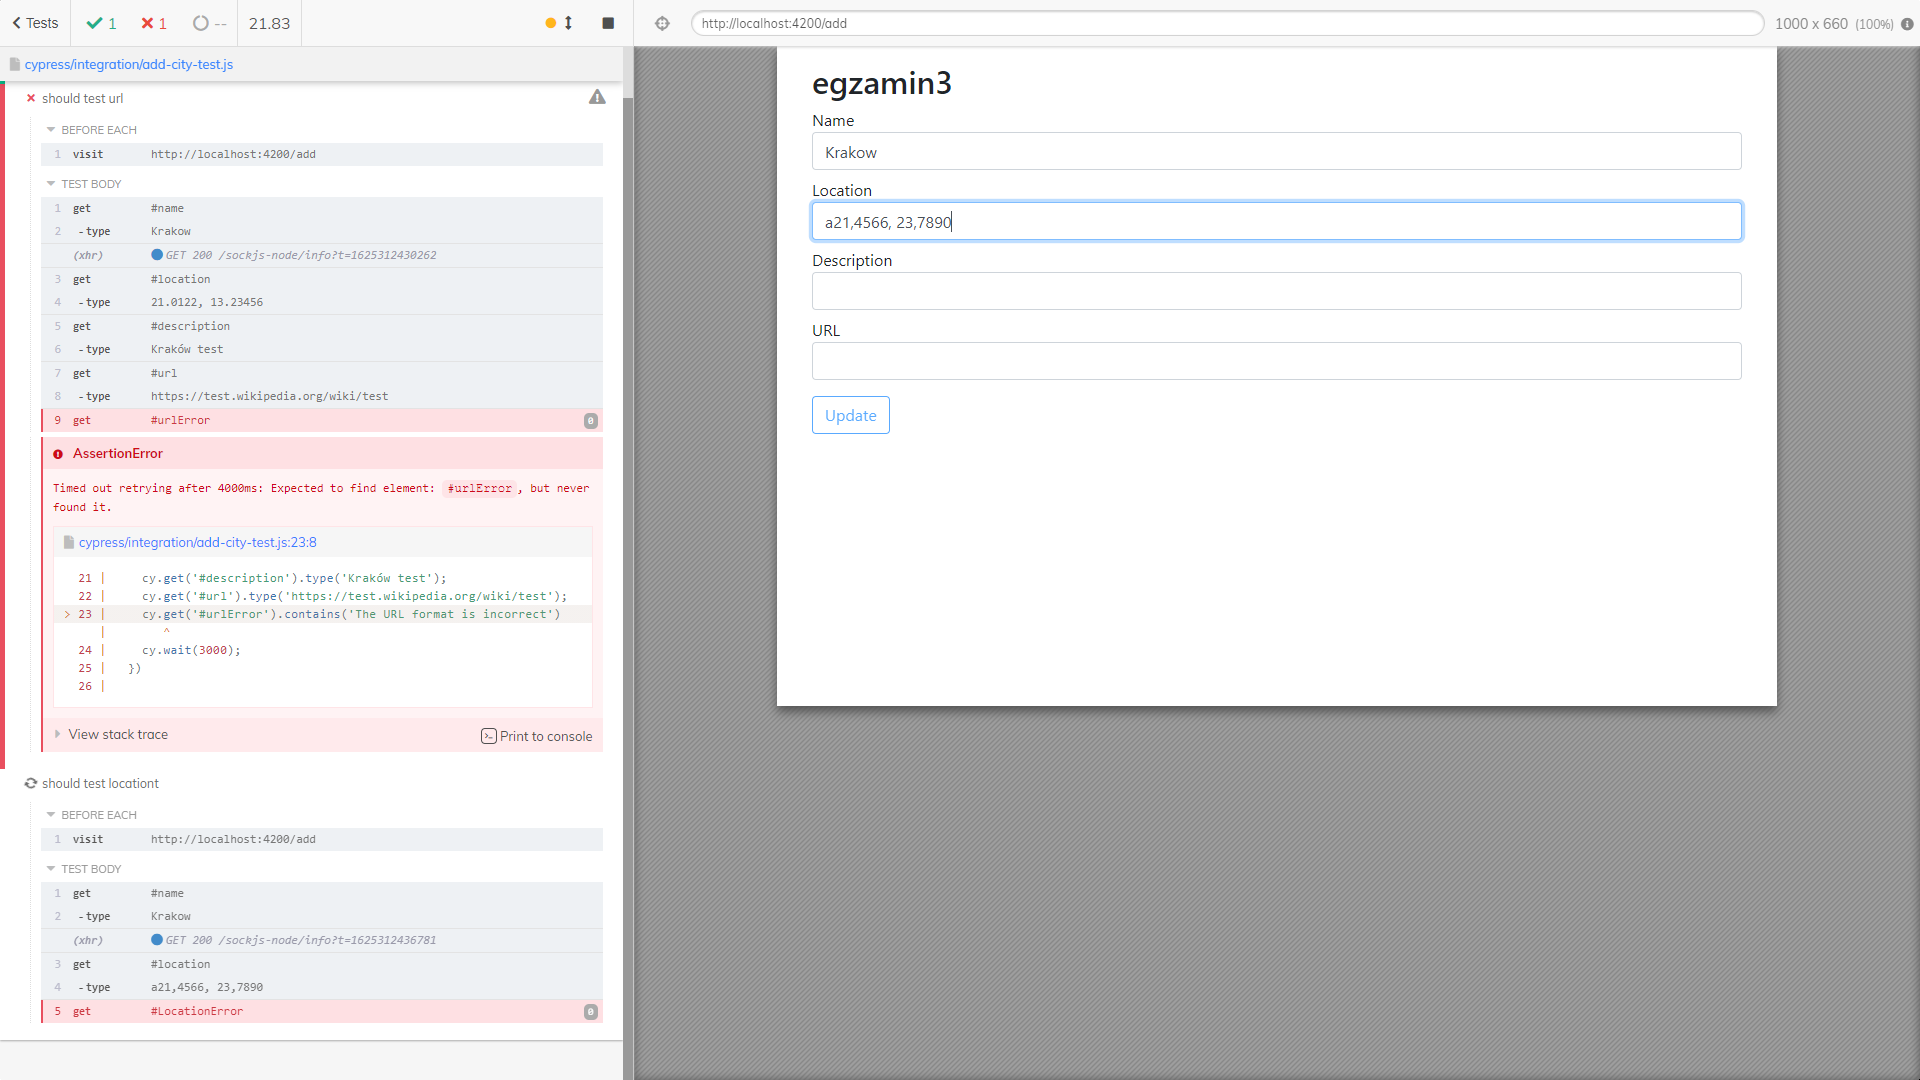 Tests
1
1
--
21.83
http://localhost:4200/add
1000 x 660 (100%)
cypress/integration/add-city-test.js
should test url
BEFORE EACH
1 visit http://localhost:4200/add
TEST BODY
1 get #name
2 -type Krakow
(xhr) GET 200 /sockjs-node/info?t=1625312430262
3 get #location
4 -type 21.0122, 13.23456
5 get #description
6 -type Kraków test
7 get #url
8 -type https://test.wikipedia.org/wiki/test
9 get #urlError 0
AssertionError
Timed out retrying after 4000ms: Expected to find element: #urlError, but never
found it.
cypress/integration/add-city-test.js:23:8
21 | cy.get('#description').type('Kraków test');
22 | cy.get('#url').type('https://test.wikipedia.org/wiki/test');
> 23 | cy.get('#urlError').contains('The URL format is incorrect')
| ^
24 | cy.wait(3000);
25 | })
26 |
View stack trace
Print to console
should test locationt
BEFORE EACH
1 visit http://localhost:4200/add
TEST BODY
1 get #name
2 -type Krakow
(xhr) GET 200 /sockjs-node/info?t=1625312436781
3 get #location
4 -type a21,4566, 23,7890
5 get #LocationError 0
egzamin3
Name
Krakow
Location
a21,4566, 23,7890
Description
URL
Update